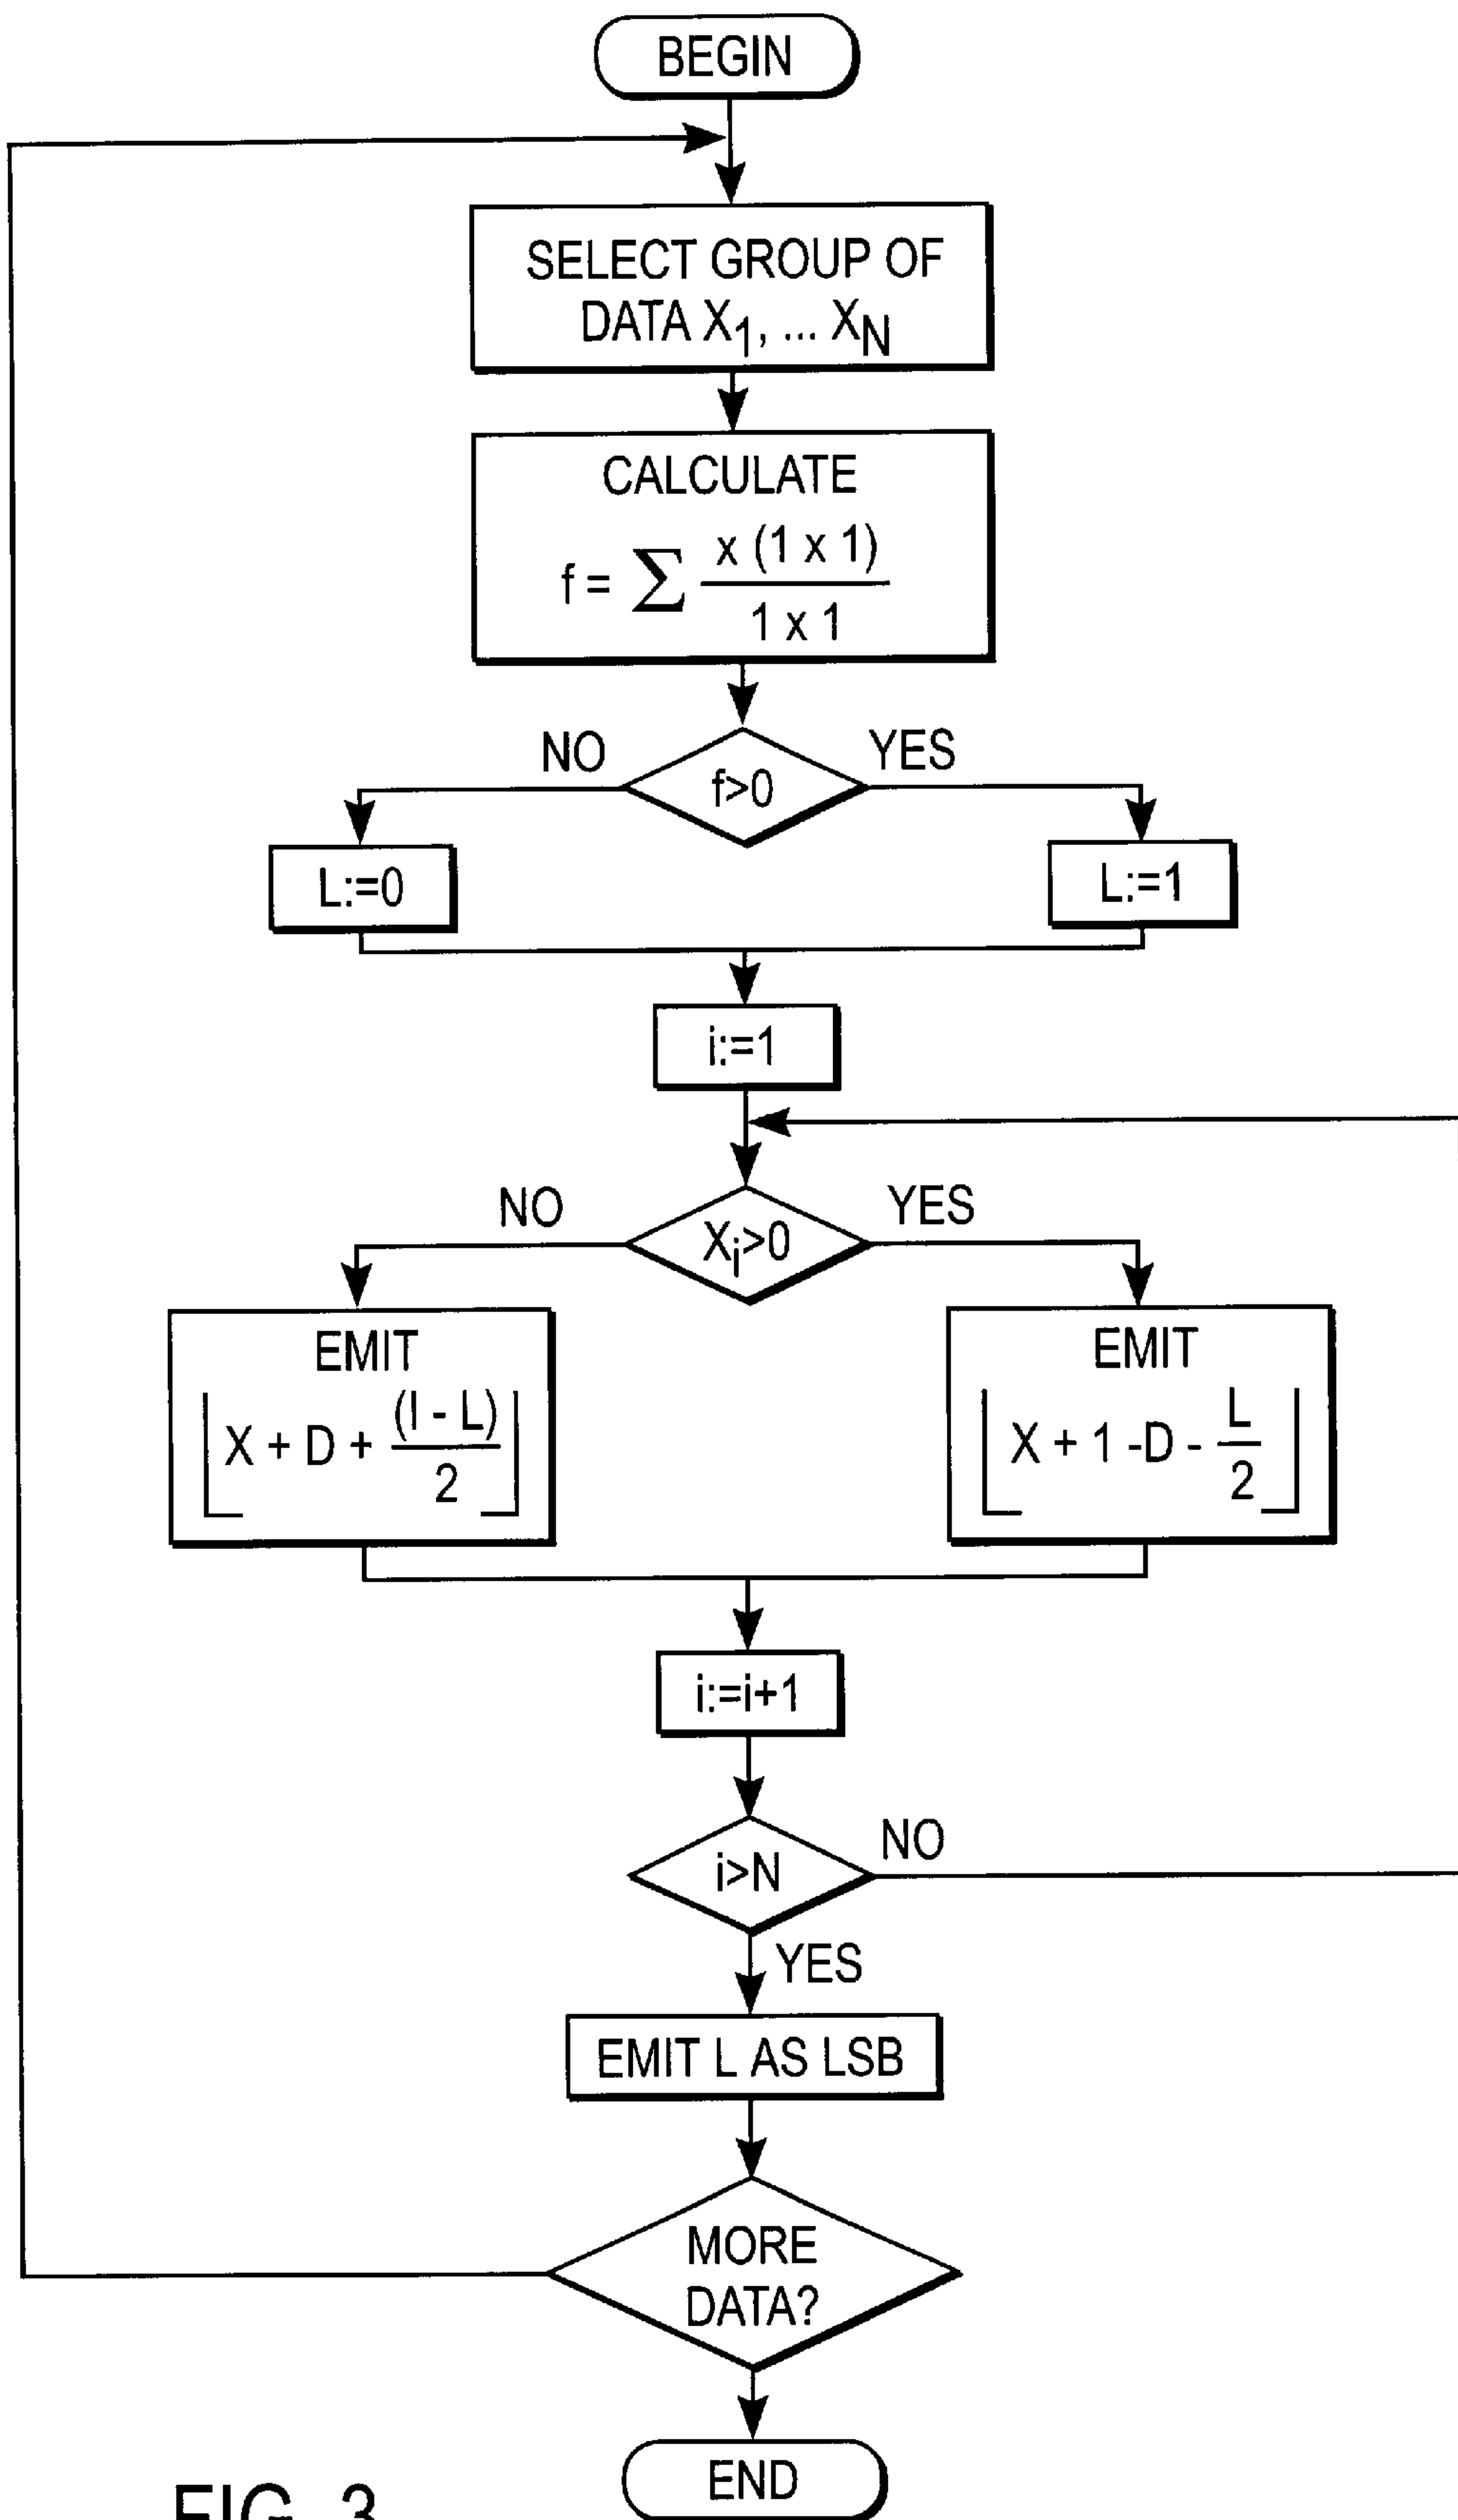 BEGIN
SELECT GROUP OF
DATA X1, ... XN
CALCULATE
f = ∑ x (1 x 1) / 1 x 1
NO
YES
f>0
L:=0
L:=1
i:=1
NO
YES
Xi>0
EMIT
⌊X + D + (I - L) / 2⌋
EMIT
⌊X + 1 -D - L / 2⌋
i:=i+1
NO
i>N
YES
EMIT L AS LSB
MORE
DATA?
END
FIG. 3